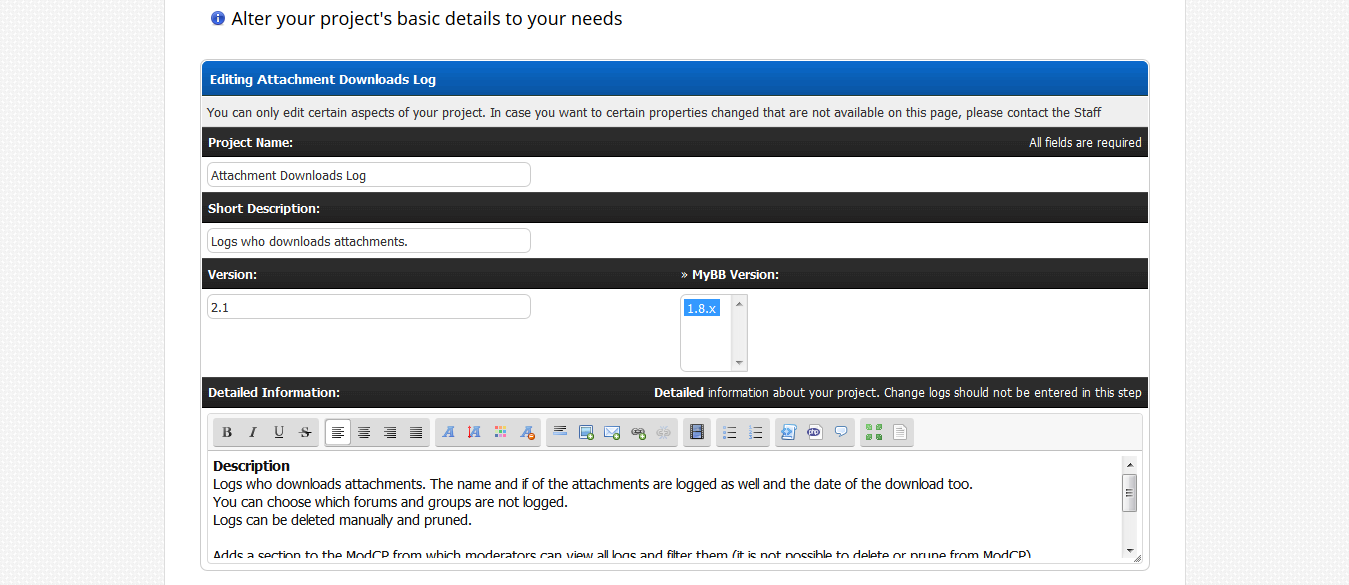 Alter your project's basic details to your needs
Editing Attachment Downloads Log
You can only edit certain aspects of your project. In case you want to certain properties changed that are not available on this page, please contact the Staff
Project Name: All fields are required
Attachment Downloads Log
Short Description:
Logs who downloads attachments.
Version: » MyBB Version:
2.1 1.8.x
Detailed Information: Detailed information about your project. Change logs should not be entered in this step
Description
Logs who downloads attachments. The name and if of the attachments are logged as well and the date of the download too.
You can choose which forums and groups are not logged.
Logs can be deleted manually and pruned.
Adds a section to the ModCP from which moderators can view all logs and filter them (it is not possible to delete or prune from ModCP)